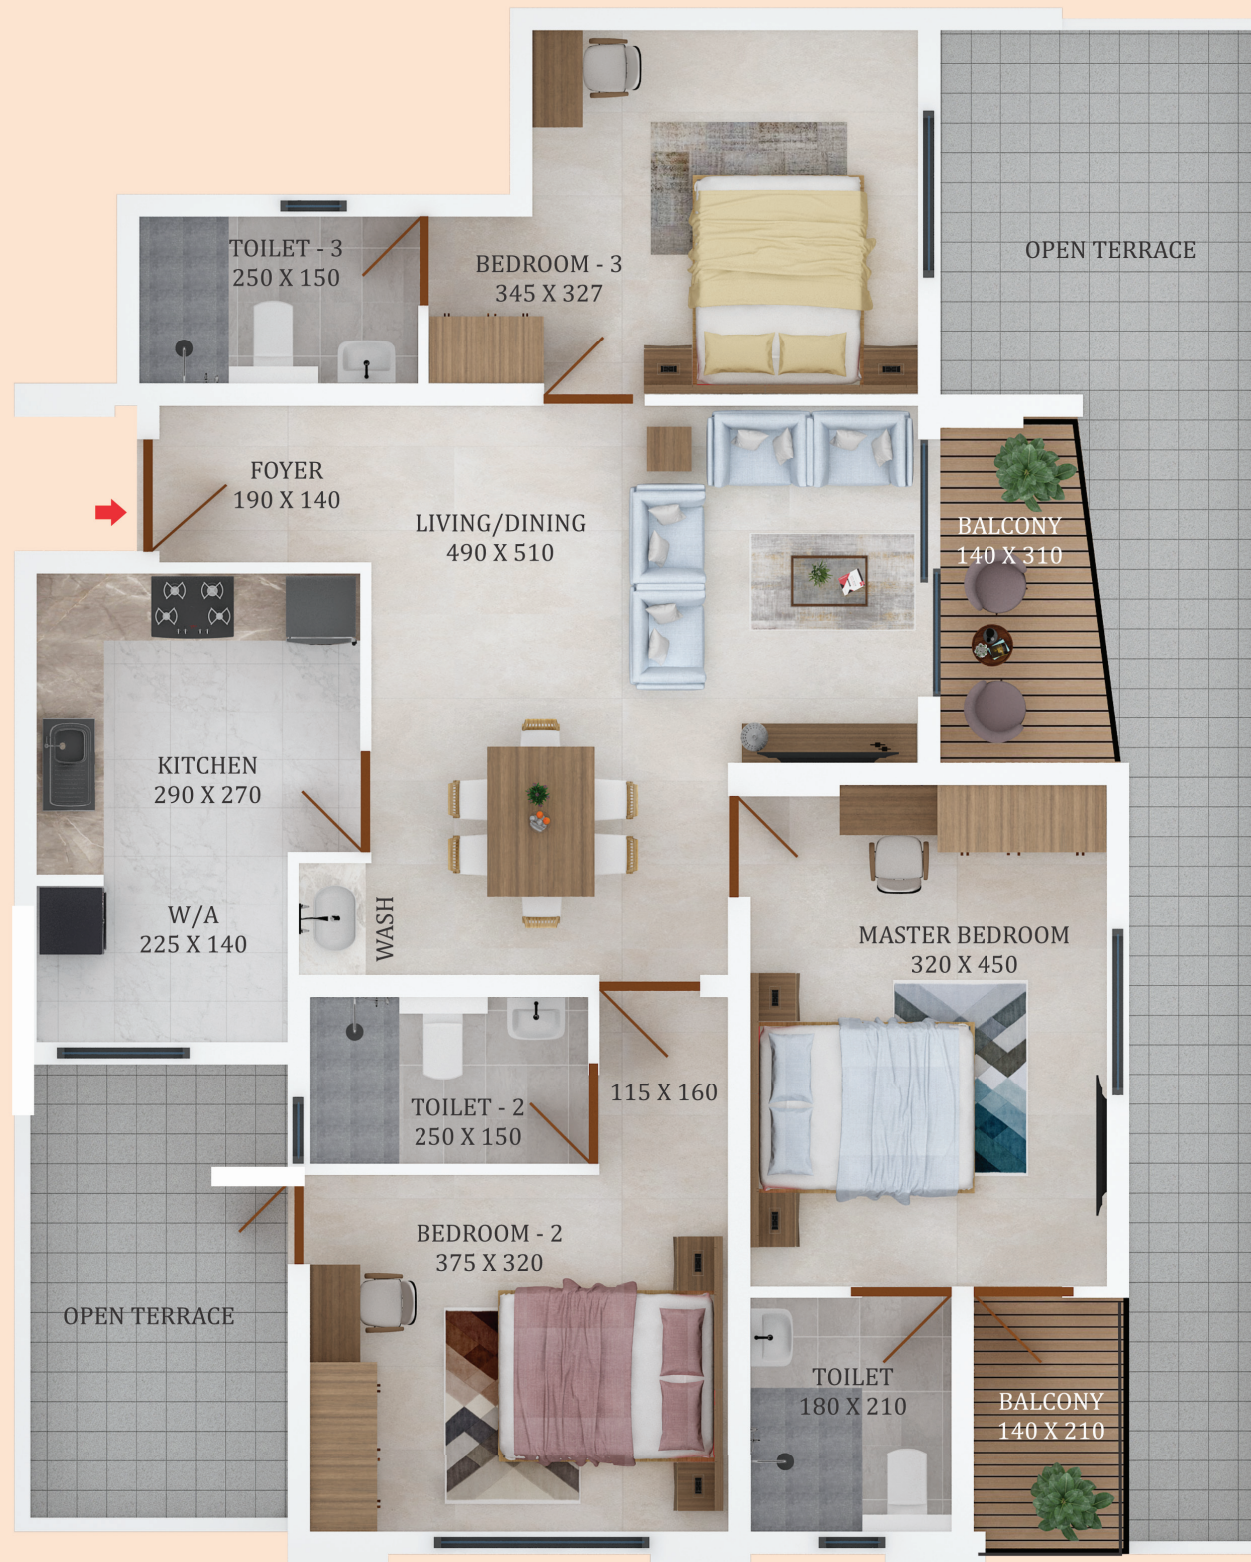 TOILET - 3
250 X 150
BEDROOM - 3
345 X 327
OPEN TERRACE
FOYER
190 X 140
LIVING/DINING
490 X 510
BALCONY
140 X 310
KITCHEN
290 X 270
W/A
225 X 140
WASH
MASTER BEDROOM
320 X 450
115 X 160
TOILET - 2
250 X 150
BEDROOM - 2
375 X 320
OPEN TERRACE
TOILET
180 X 210
BALCONY
140 X 210